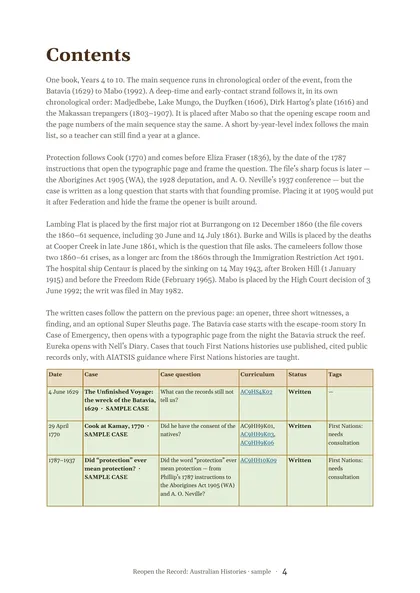 Contents
One book, Years 4 to 10. The main sequence runs in chronological order of the event, from the
Batavia (1629) to Mabo (1992). A deep-time and early-contact strand follows it, in its own
chronological order: Madjedbebe, Lake Mungo, the Duyfken (1606), Dirk Hartog's plate (1616) and
the Makassan trepangers (1803–1907). It is placed after Mabo so that the opening escape room and
the page numbers of the main sequence stay the same. A short by-year-level index follows the main
list, so a teacher can still find a year at a glance.
Protection follows Cook (1770) and comes before Eliza Fraser (1836), by the date of the 1787
instructions that open the typographic page and frame the question. The file's sharp focus is later —
the Aborigines Act 1905 (WA), the 1928 deputation, and A. O. Neville's 1937 conference — but the
case is written as a long question that starts with that founding promise. Placing it at 1905 would put
it after Federation and hide the frame the opener is built around.
Lambing Flat is placed by the first major riot at Burrangong on 12 December 1860 (the file covers
the 1860–61 sequence, including 30 June and 14 July 1861). Burke and Wills is placed by the deaths
at Cooper Creek in late June 1861, which is the question that file asks. The cameleers follow those
two 1860–61 crises, as a longer arc from the 1860s through the Immigration Restriction Act 1901.
The hospital ship Centaur is placed by the sinking on 14 May 1943, after Broken Hill (1 January
1915) and before the Freedom Ride (February 1965). Mabo is placed by the High Court decision of 3
June 1992; the writ was filed in May 1982.
The written cases follow the pattern on the previous page: an opener, three short witnesses, a
finding, and an optional Super Sleuths page. The Batavia case starts with the escape-room story In
Case of Emergency, then opens with a typographic page from the night the Batavia struck the reef.
Eureka opens with Nell's Diary. Cases that touch First Nations histories use published, cited public
records only, with AIATSIS guidance where First Nations histories are taught.
Date Case Case question Curriculum Status Tags
4 June 1629 The Unfinished Voyage: What can the records still not AC9HS4K02 Written —
the wreck of the Batavia, tell us?
1629 · SAMPLE CASE
29 April Cook at Kamay, 1770 · Did he have the consent of the AC9HH9K01, Written First Nations:
1770 SAMPLE CASE natives? AC9HH9K03, needs
AC9HH9K06 consultation
1787–1937 Did "protection" ever Did the word "protection" ever AC9HH10K09 Written First Nations:
mean protection? · mean protection — from needs
SAMPLE CASE Phillip's 1787 instructions to consultation
the Aborigines Act 1905 (WA)
and A. O. Neville?
Reopen the Record: Australian Histories · sample · 4